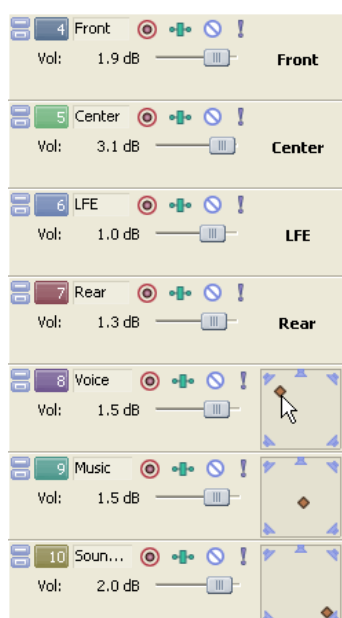 4 Front
Vol: 1.9 dB Front
5 Center
Vol: 3.1 dB Center
6 LFE
Vol: 1.0 dB LFE
7 Rear
Vol: 1.3 dB Rear
8 Voice
Vol: 1.5 dB
9 Music
Vol: 1.5 dB
10 Soun...
Vol: 2.0 dB